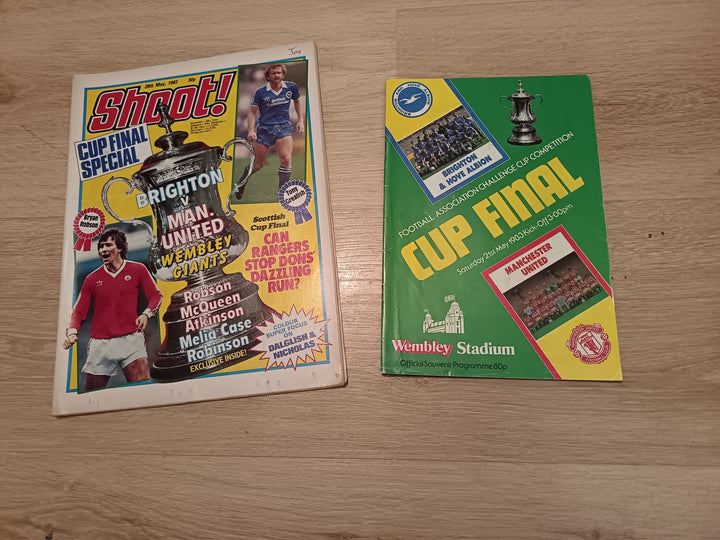 Jay
28th May, 1983 30p
Shoot!
CUP FINAL
SPECIAL
BRIGHTON
V
MAN.
UNITED
WEMBLEY
GIANTS
Robson
McQueen
Atkinson
Melia Case
Robinson
EXCLUSIVE INSIDE!
Bryan
Robson
Tony
Grealish
Scottish
Cup Final
CAN
RANGERS
STOP DONS
DAZZLING
RUN?
COLOUR
SUPER FOCUS
ON
DALGLISH &
NICHOLAS
BRIGHTON
& HOVE ALBION
FOOTBALL ASSOCIATION CHALLENGE CUP COMPETITION
CUP FINAL
Saturday 21st May 1983 Kick-Off 3·00pm
MANCHESTER
UNITED
Wembley Stadium
Official Souvenir Programme 80p